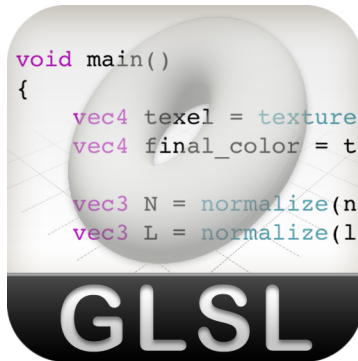 void main()
{
vec4 texel = texture
vec4 final_color = t
vec3 N = normalize(n
vec3 L = normalize(l
GLSL